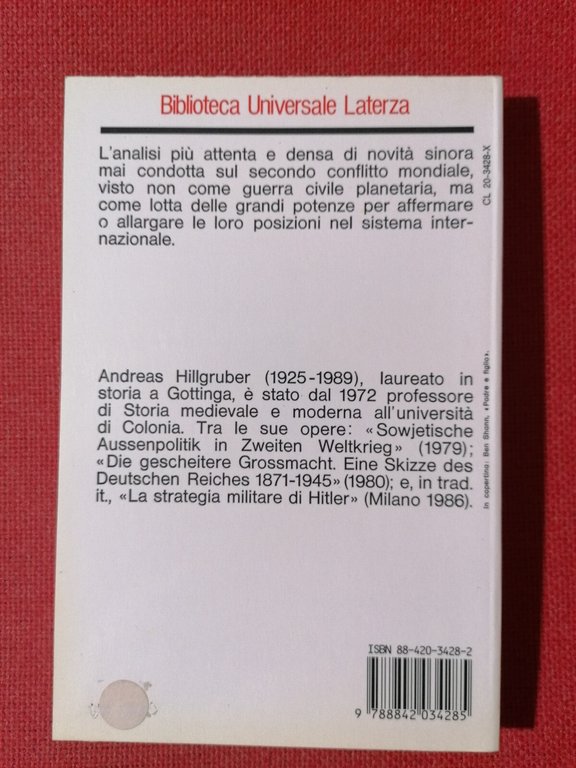 Biblioteca Universale Laterza
L'analisi più attenta e densa di novità sinora
mai condotta sul secondo conflitto mondiale,
visto non come guerra civile planetaria, ma
come lotta delle grandi potenze per affermare
o allargare le loro posizioni nel sistema inter-
nazionale.
CL 20-3428-X
Andreas Hillgruber (1925-1989), laureato in
storia a Gottinga, è stato dal 1972 professore
di Storia medievale e moderna all'università
di Colonia. Tra le sue opere: «Sowjetische
Aussenpolitik in Zweiten Weltkrieg» (1979);
«Die gescheitere Grossmacht. Eine Skizze des
Deutschen Reiches 1871-1945» (1980); e, in trad.
it., «La strategia militare di Hitler» (Milano 1986).
In copertina: Ben Shann, «Padre e figlio».
ISBN 88-420-3428-2
9 788842 034285